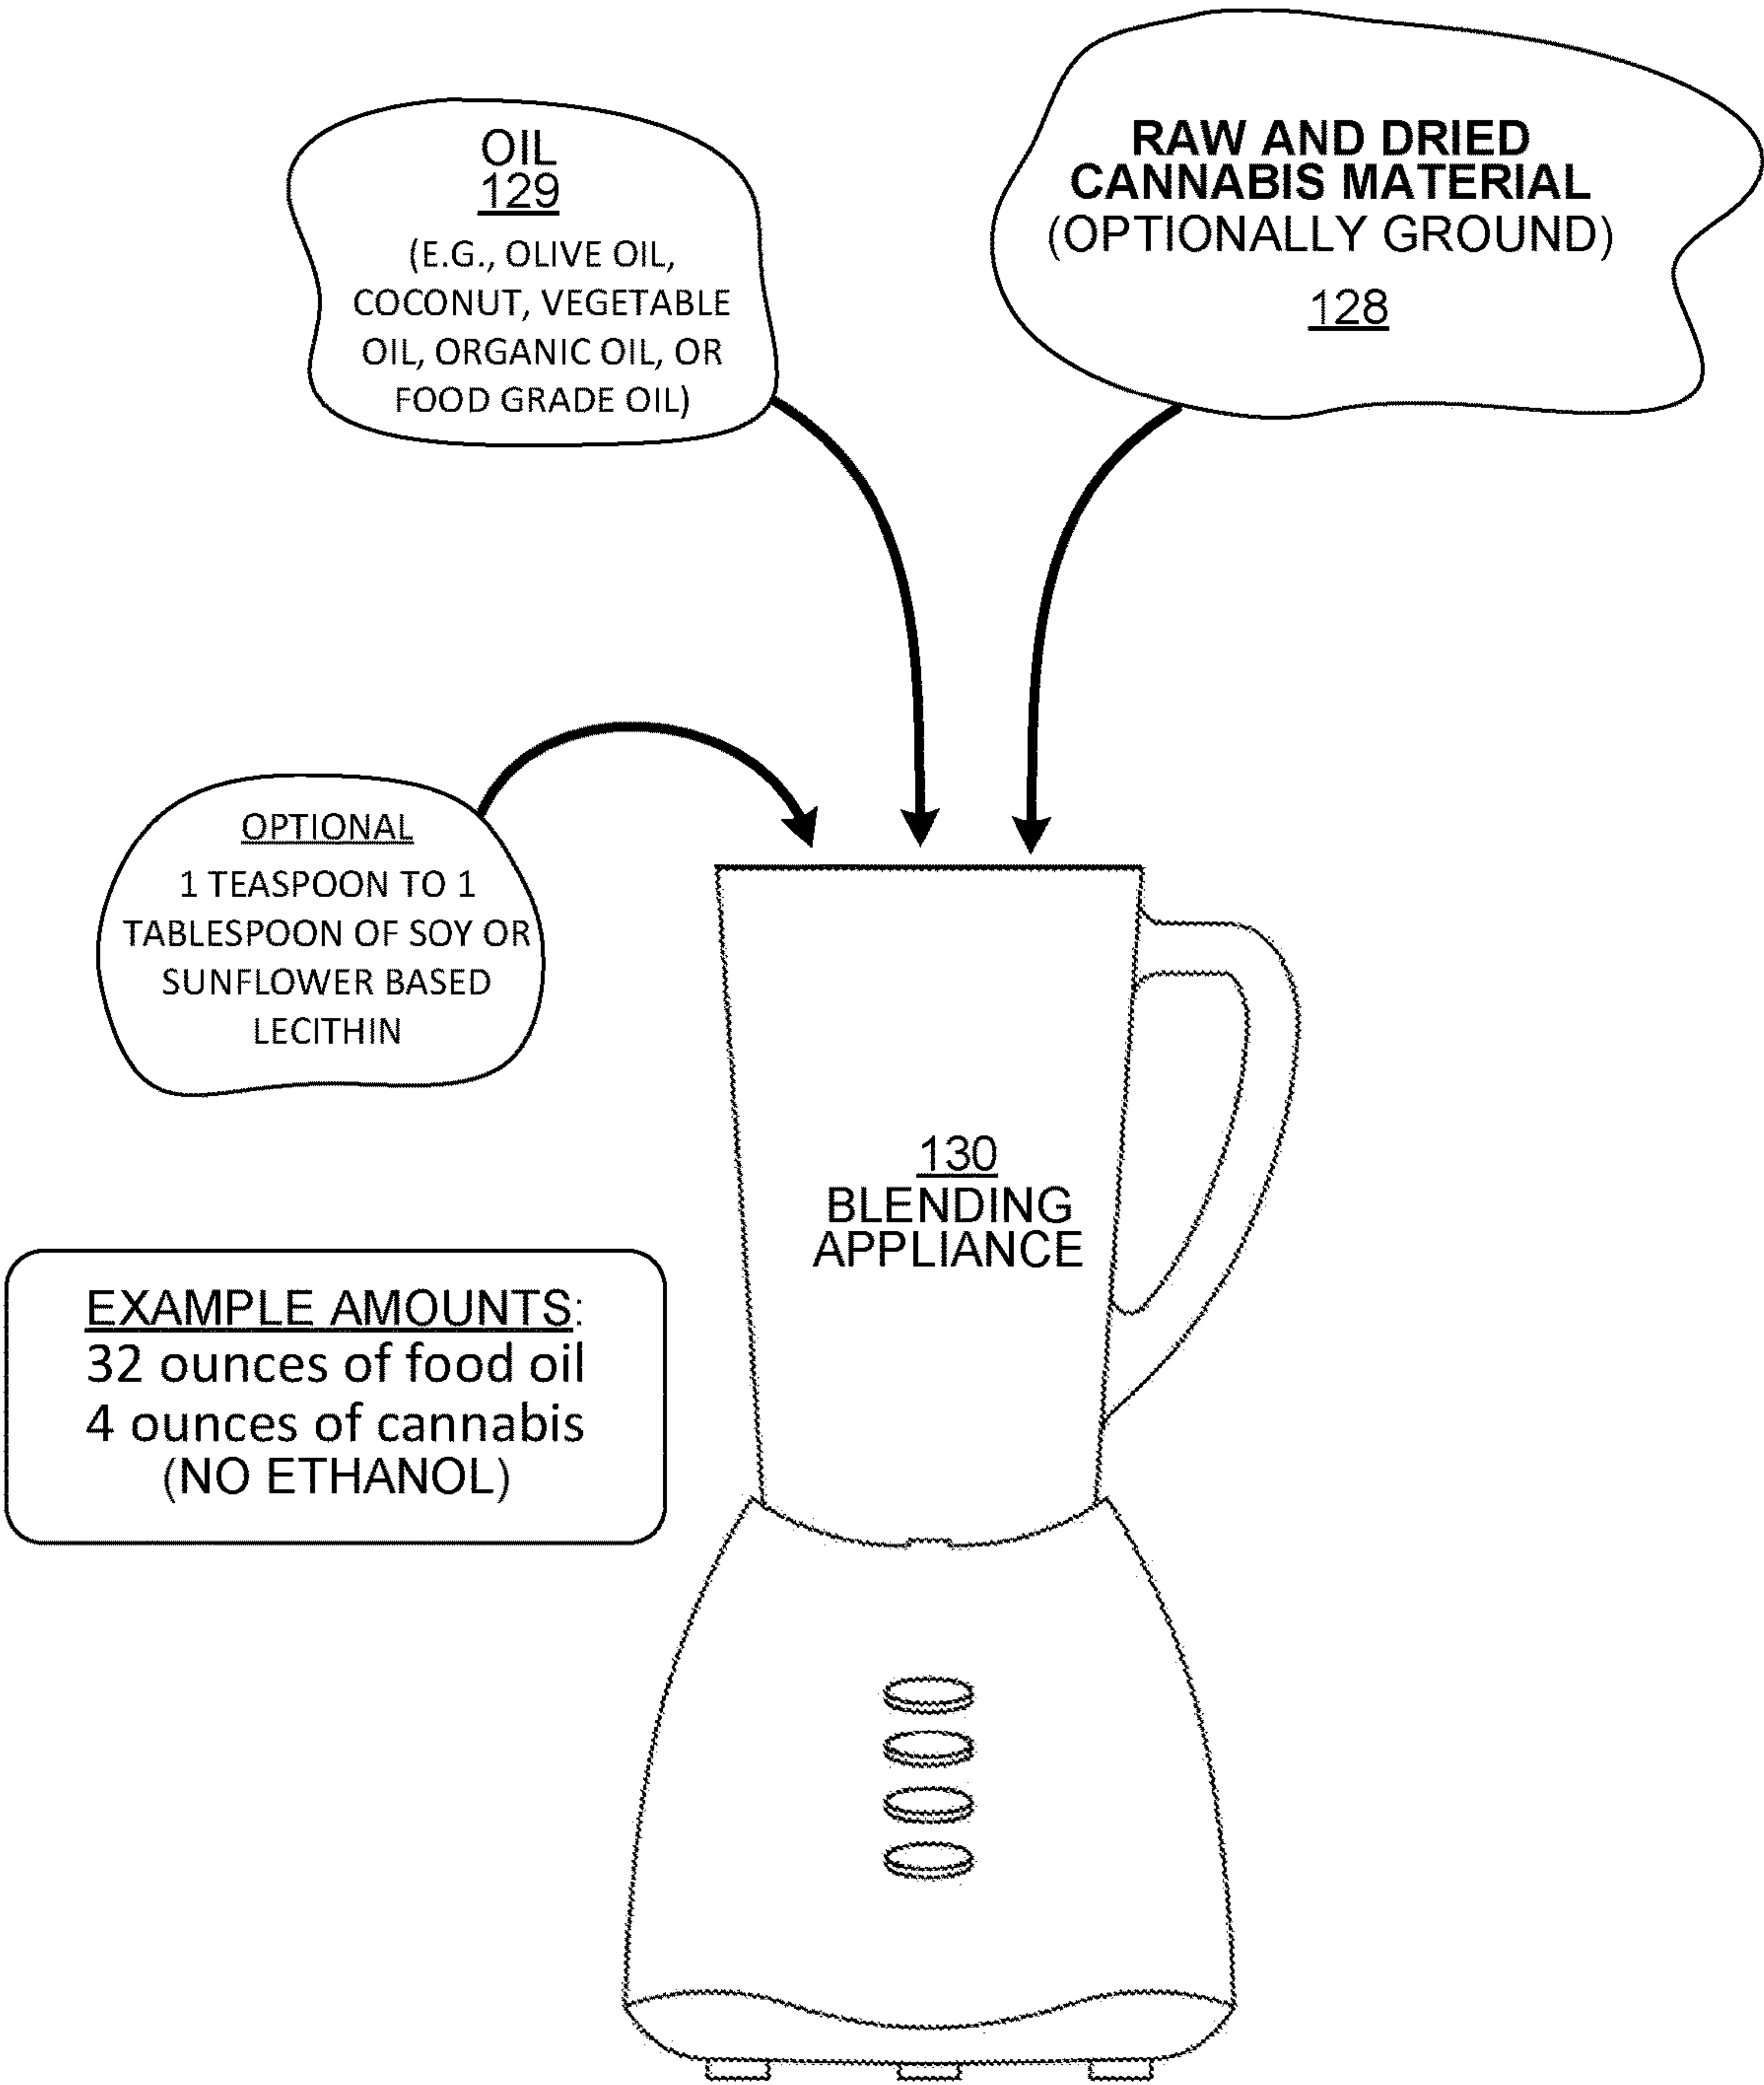 OIL
129
(E.G., OLIVE OIL,
COCONUT, VEGETABLE
OIL, ORGANIC OIL, OR
FOOD GRADE OIL)
RAW AND DRIED
CANNABIS MATERIAL
(OPTIONALLY GROUND)
128
OPTIONAL
1 TEASPOON TO 1
TABLESPOON OF SOY OR
SUNFLOWER BASED
LECITHIN
130
BLENDING
APPLIANCE
EXAMPLE AMOUNTS:
32 ounces of food oil
4 ounces of cannabis
(NO ETHANOL)